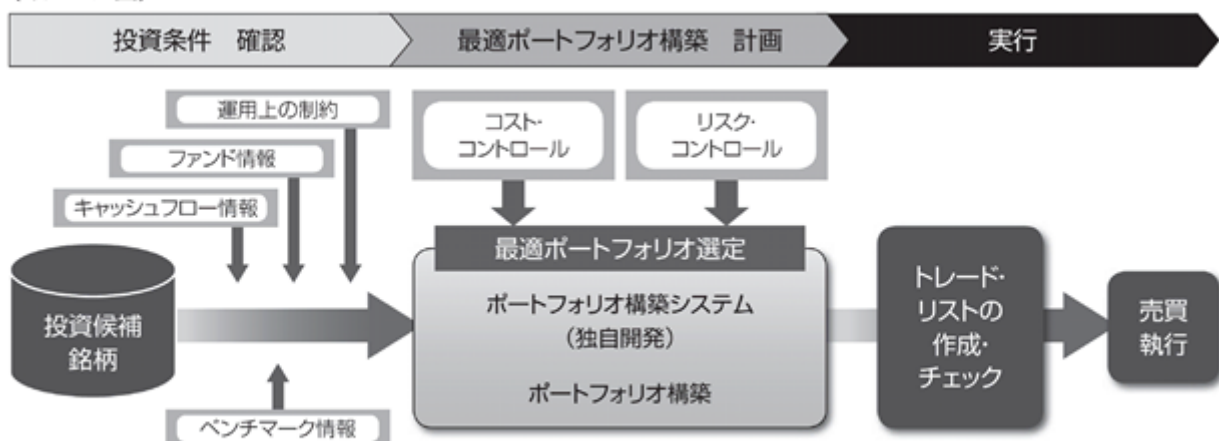 投資条件　確認
最適ポートフォリオ構築　計画
実行
運用上の制約
ファンド情報
キャッシュフロー情報
コスト・
コントロール
リスク・
コントロール
投資候補
銘柄
最適ポートフォリオ選定
ポートフォリオ構築システム
（独自開発）
ポートフォリオ構築
トレード・
リストの
作成・
チェック
売買
執行
ベンチマーク情報